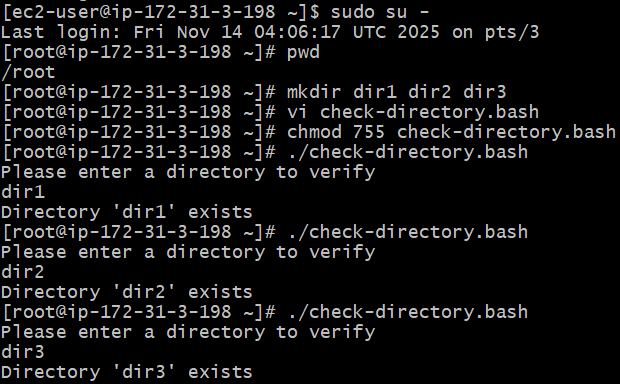 [ec2-user@ip-172-31-3-198 ~]$ sudo su -
Last login: Fri Nov 14 04:06:17 UTC 2025 on pts/3
[root@ip-172-31-3-198 ~]# pwd
/root
[root@ip-172-31-3-198 ~]# mkdir dir1 dir2 dir3
[root@ip-172-31-3-198 ~]# vi check-directory.bash
[root@ip-172-31-3-198 ~]# chmod 755 check-directory.bash
[root@ip-172-31-3-198 ~]# ./check-directory.bash
Please enter a directory to verify
dir1
Directory 'dir1' exists
[root@ip-172-31-3-198 ~]# ./check-directory.bash
Please enter a directory to verify
dir2
Directory 'dir2' exists
[root@ip-172-31-3-198 ~]# ./check-directory.bash
Please enter a directory to verify
dir3
Directory 'dir3' exists